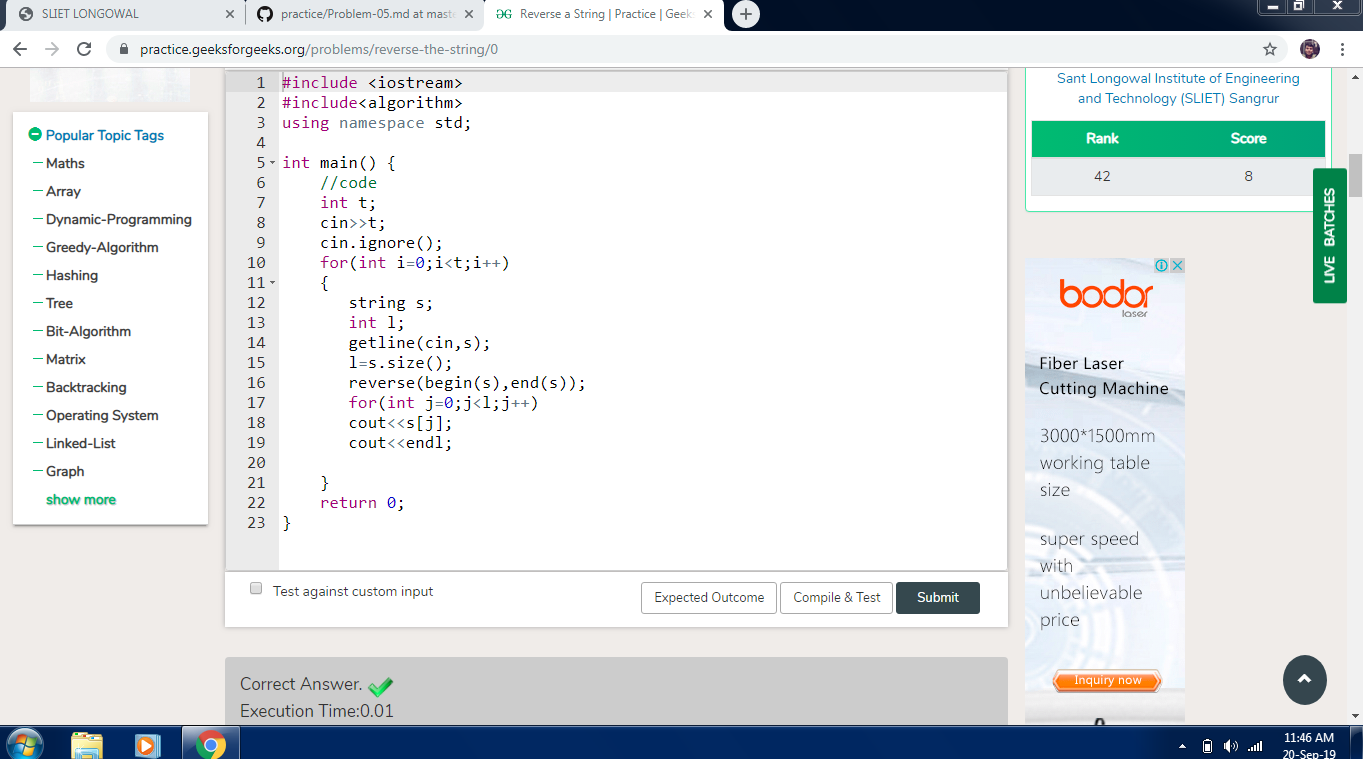 SLIET LONGOWAL
practice/Problem-05.md at maste
Reverse a String | Practice | Geeks
practice.geeksforgeeks.org/problems/reverse-the-string/0
Popular Topic Tags
Maths
Array
Dynamic-Programming
Greedy-Algorithm
Hashing
Tree
Bit-Algorithm
Matrix
Backtracking
Operating System
Linked-List
Graph
show more
1 #include <iostream>
2 #include<algorithm>
3 using namespace std;
4
5 int main() {
6 //code
7 int t;
8 cin>>t;
9 cin.ignore();
10 for(int i=0;i<t;i++)
11 {
12 string s;
13 int l;
14 getline(cin,s);
15 l=s.size();
16 reverse(begin(s),end(s));
17 for(int j=0;j<l;j++)
18 cout<<s[j];
19 cout<<endl;
20
21 }
22 return 0;
23 }
Test against custom input
Expected Outcome
Compile & Test
Submit
Correct Answer.
Execution Time:0.01
Sant Longowal Institute of Engineering
and Technology (SLIET) Sangrur
Rank Score
42 8
LIVE BATCHES
bodor
laser
Fiber Laser
Cutting Machine
3000*1500mm
working table
size
super speed
with
unbelievable
price
Inquiry now
11:46 AM
20-Sep-19